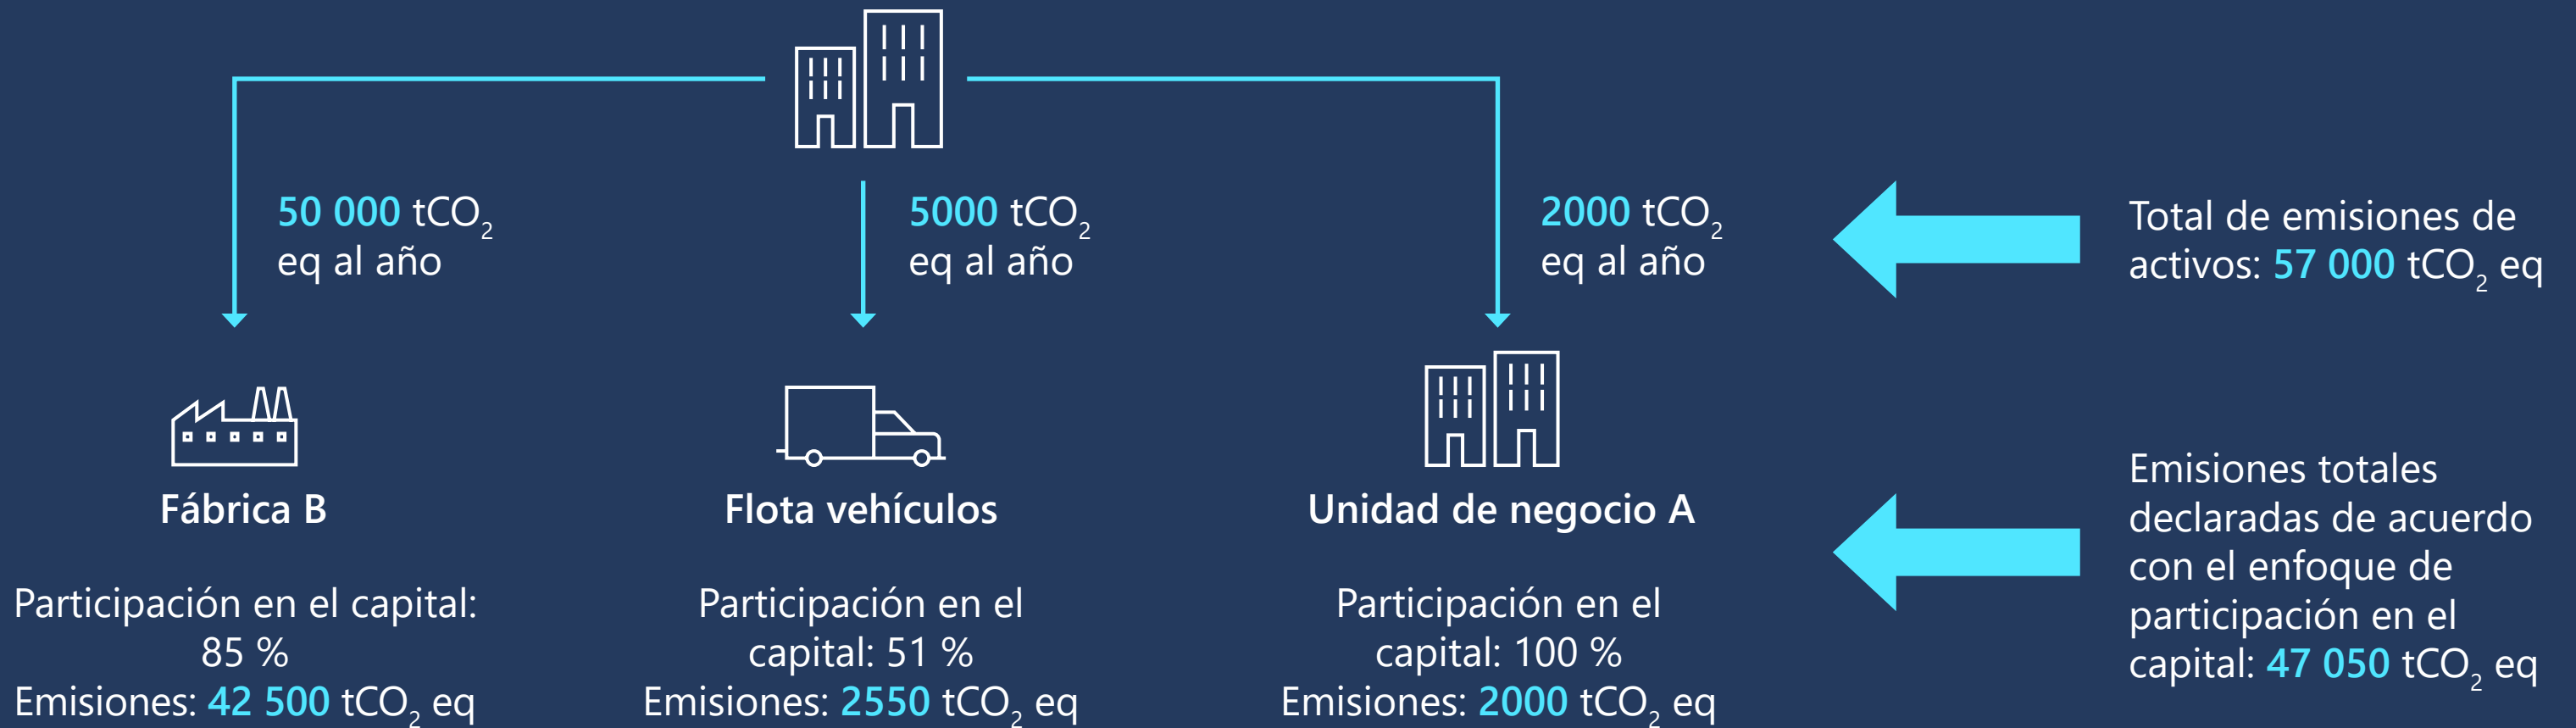 50 000 tCO₂
eq al año
5000 tCO₂
eq al año
2000 tCO₂
eq al año
Total de emisiones de
activos: 57 000 tCO₂ eq
Fábrica B
Participación en el capital:
85 %
Emisiones: 42 500 tCO₂ eq
Flota vehículos
Participación en el
capital: 51 %
Emisiones: 2550 tCO₂ eq
Unidad de negocio A
Participación en el
capital: 100 %
Emisiones: 2000 tCO₂ eq
Emisiones totales
declaradas de acuerdo
con el enfoque de
participación en el
capital: 47 050 tCO₂ eq